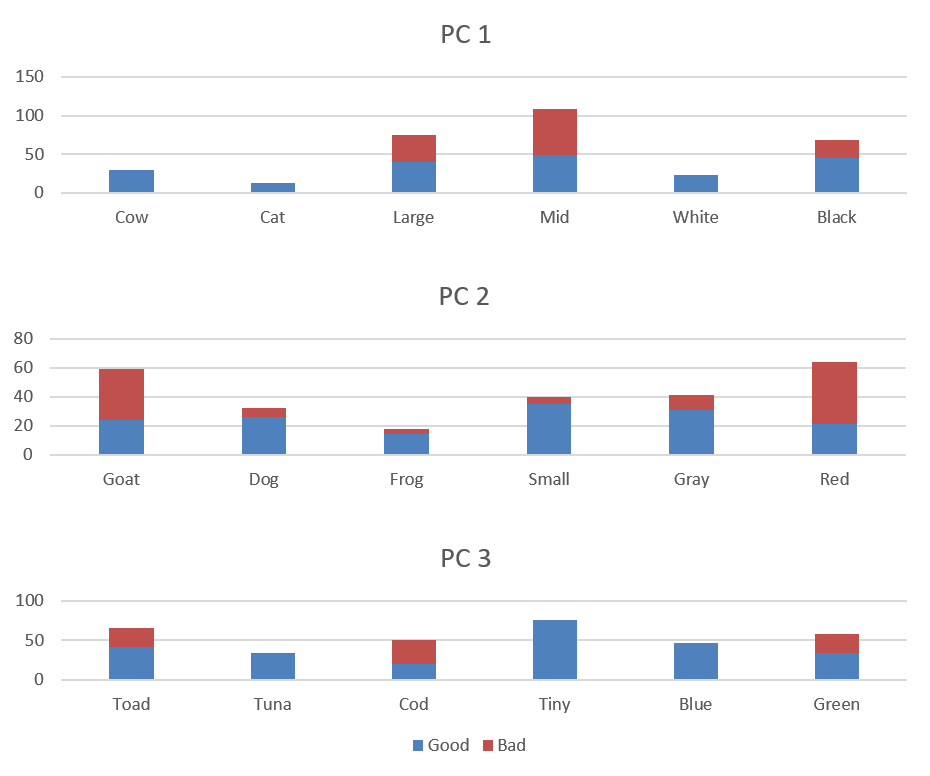 PC 1
150
100
50
0
Cow Cat Large Mid White Black
PC 2
80
60
40
20
0
Goat Dog Frog Small Gray Red
PC 3
100
50
0
Toad Tuna Cod Tiny Blue Green
Good Bad